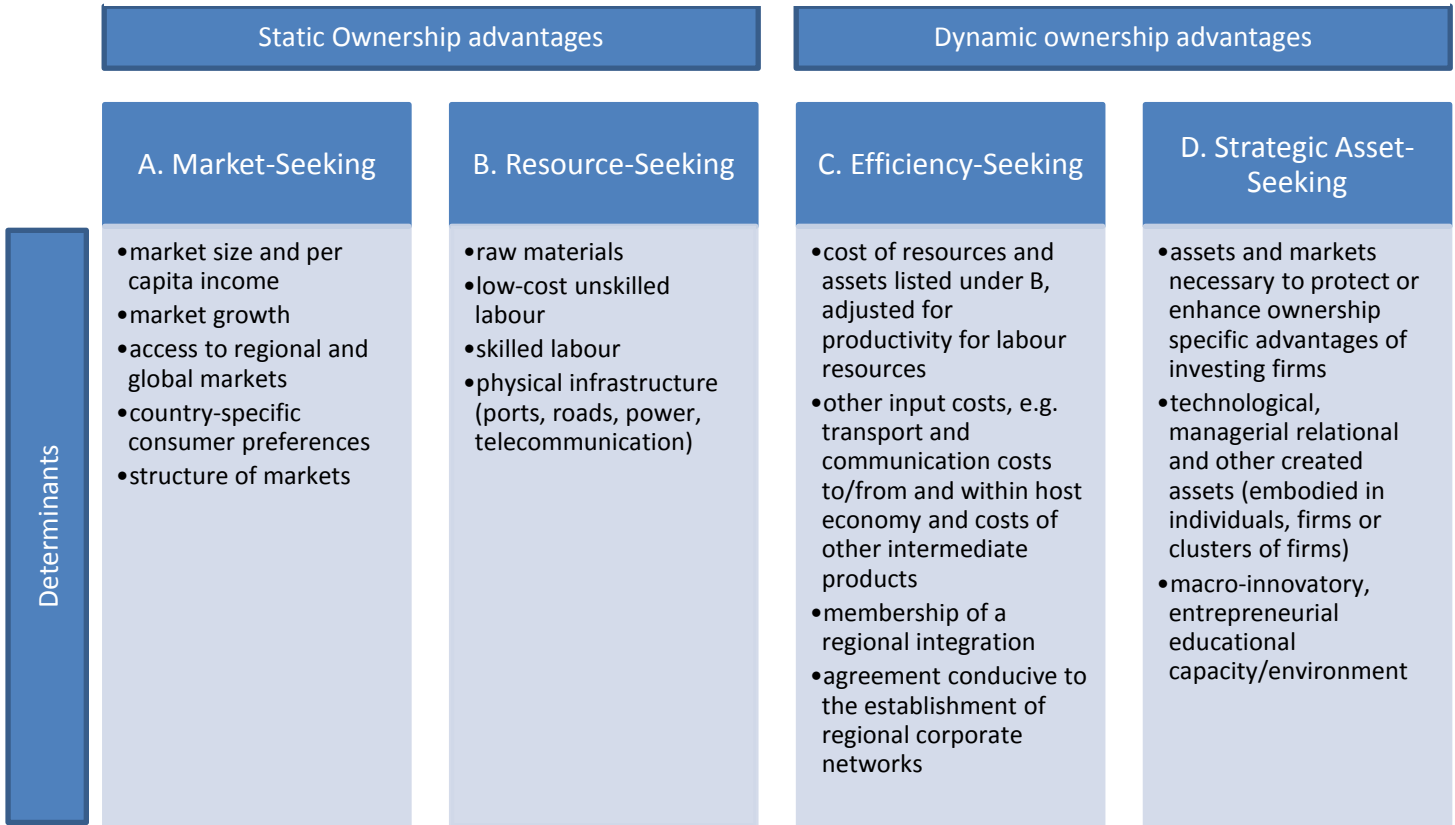 Static Ownership advantages
Dynamic ownership advantages
A. Market-Seeking
B. Resource-Seeking
C. Efficiency-Seeking
D. Strategic Asset-
Seeking
Determinants
•market size and per
capita income
•market growth
•access to regional and
global markets
•country-specific
consumer preferences
•structure of markets
•raw materials
•low-cost unskilled
labour
•skilled labour
•physical infrastructure
(ports, roads, power,
telecommunication)
•cost of resources and
assets listed under B,
adjusted for
productivity for labour
resources
•other input costs, e.g.
transport and
communication costs
to/from and within host
economy and costs of
other intermediate
products
•membership of a
regional integration
•agreement conducive to
the establishment of
regional corporate
networks
•assets and markets
necessary to protect or
enhance ownership
specific advantages of
investing firms
•technological,
managerial relational
and other created
assets (embodied in
individuals, firms or
clusters of firms)
•macro-innovatory,
entrepreneurial
educational
capacity/environment